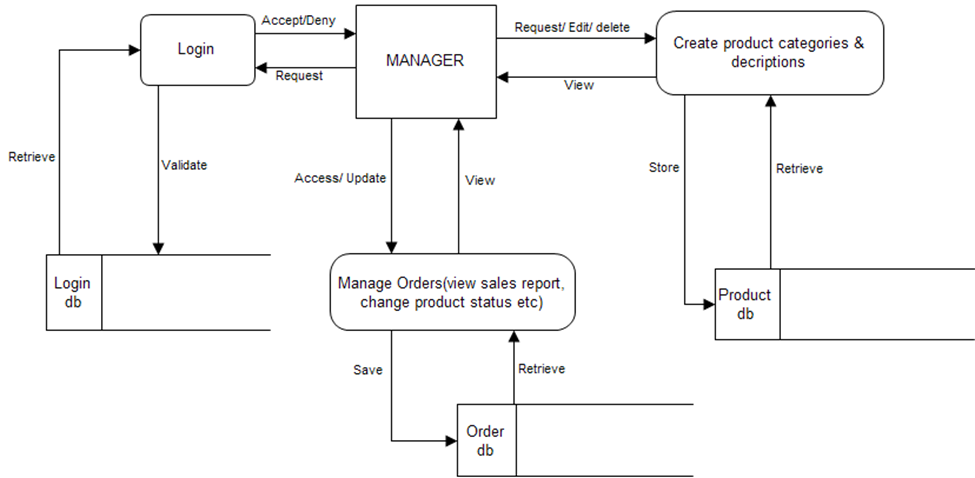 Accept/Deny
Request/ Edit/ delete
Login
MANAGER
Create product categories &
decriptions
Request
View
Retrieve
Validate
Access/ Update
View
Store
Retrieve
Login
db
Manage Orders(view sales report,
change product status etc)
Product
db
Save
Retrieve
Order
db